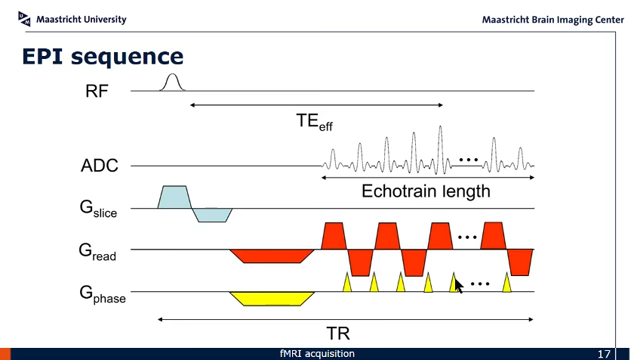 Maastricht University
Maastricht Brain Imaging Center
EPI sequence
RF
TEeff
ADC
•••
Echotrain length
Gslice
Gread
•••
Gphase
•••
TR
fMRI acquisition
17